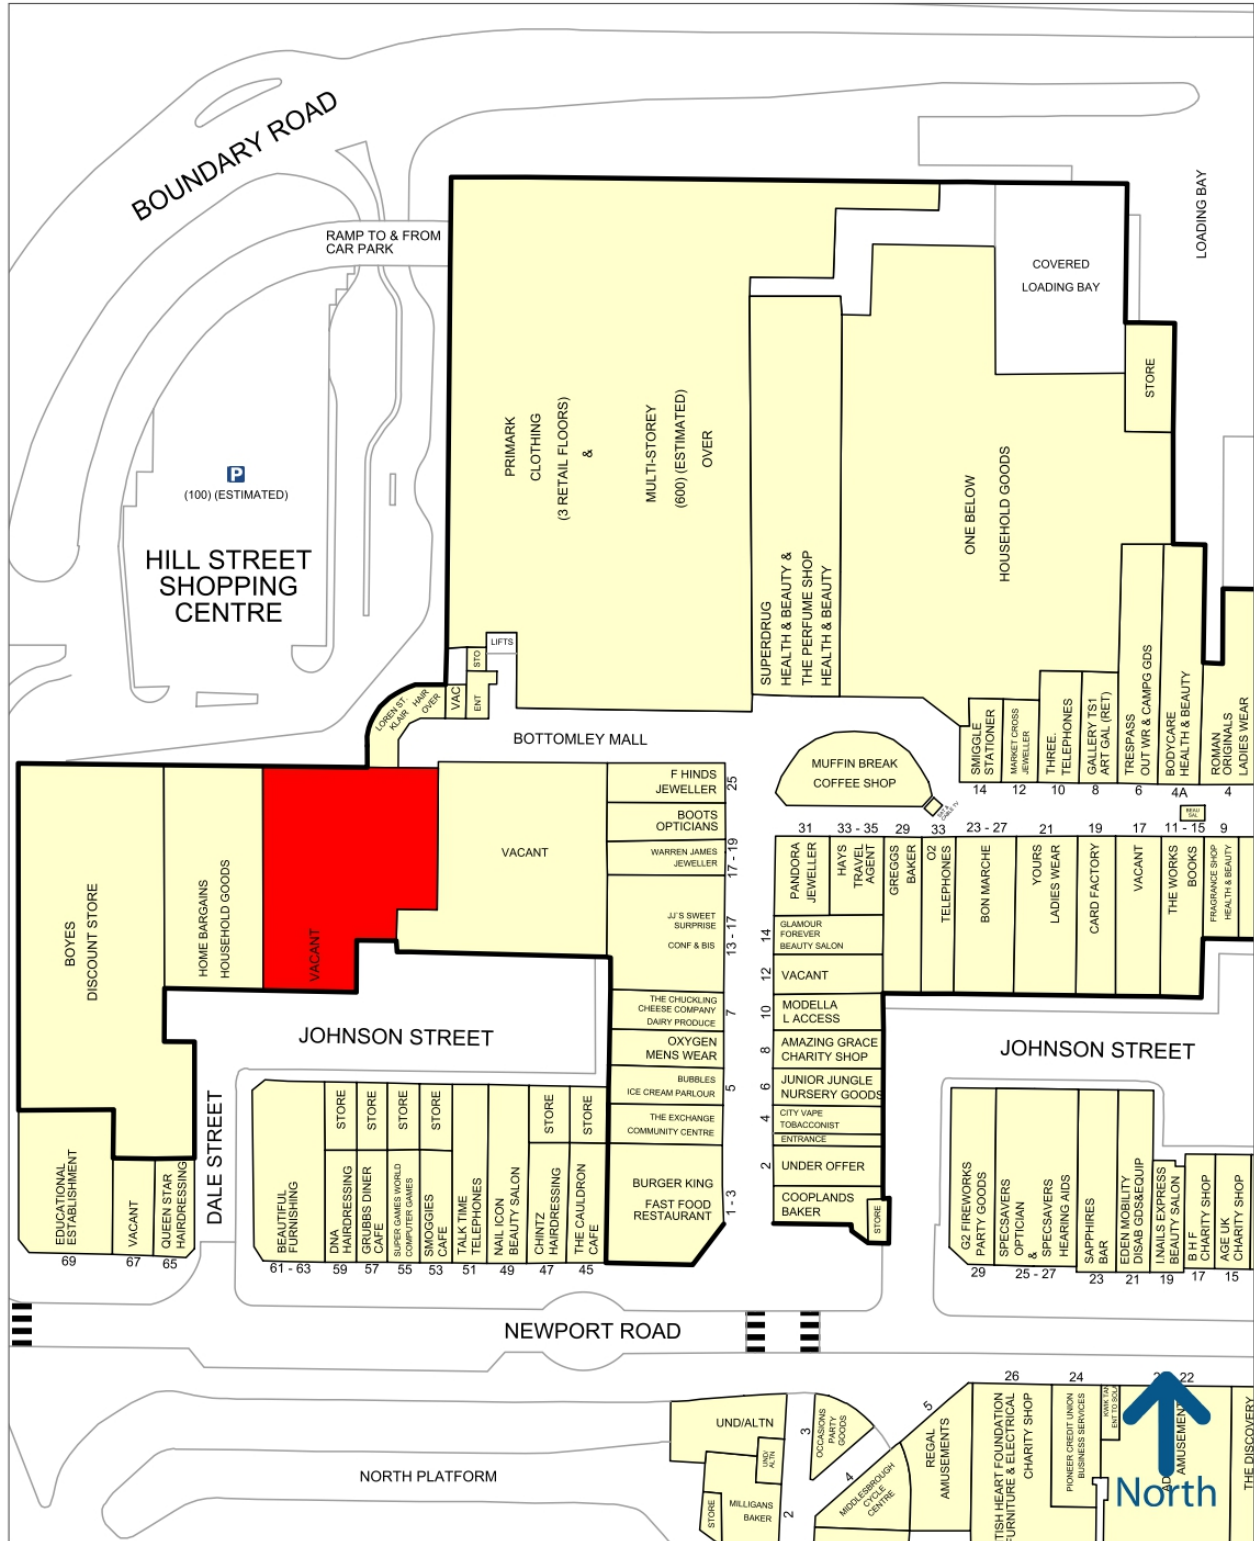 BOUNDARY ROAD
RAMP TO & FROM
CAR PARK
LOADING BAY
COVERED
LOADING BAY
STORE
PRIMARK
CLOTHING
(3 RETAIL FLOORS)
&
MULTI-STOREY
(600) (ESTIMATED)
OVER
P
(100) (ESTIMATED)
HILL STREET
SHOPPING
CENTRE
ONE BELOW
HOUSEHOLD GOODS
SUPERDRUG
HEALTH & BEAUTY &
THE PERFUME SHOP
HEALTH & BEAUTY
LIFTS
STO
ENT
VAC
LOREN ST.
KLAIR HAIR
OVER
BOTTOMLEY MALL
MUFFIN BREAK
COFFEE SHOP
SMIGGLE
STATIONER
14
MARKET CROSS
JEWELLER
12
THREE.
TELEPHONES
10
GALLERY TS1
ART GAL (RET)
8
TRESPASS
OUT WR & CAMPG GDS
6
BODYCARE
HEALTH & BEAUTY
4A
ROMAN
ORIGINALS
LADIES WEAR
4
BEAU
SAL
BOYES
DISCOUNT STORE
HOME BARGAINS
HOUSEHOLD GOODS
VACANT
VACANT
F HINDS
JEWELLER
25
BOOTS
OPTICIANS
WARREN JAMES
JEWELLER
17 - 19
JJ'S SWEET
SURPRISE
CONF & BIS
13 - 17
THE CHUCKLING
CHEESE COMPANY
DAIRY PRODUCE
7
OXYGEN
MENS WEAR
BUBBLES
ICE CREAM PARLOUR
5
THE EXCHANGE
COMMUNITY CENTRE
BURGER KING
FAST FOOD
RESTAURANT
1 - 3
31
PANDORA
JEWELLER
33 - 35
HAYS
TRAVEL
AGENT
29
GREGGS
BAKER
33
O2
TELEPHONES
23 - 27
BON MARCHE
21
YOURS
LADIES WEAR
19
CARD FACTORY
17
VACANT
11 - 15
THE WORKS
BOOKS
9
FRAGRANCE SHOP
HEALTH & BEAUTY
14
GLAMOUR
FOREVER
BEAUTY SALON
12
VACANT
10
MODELLA
L ACCESS
8
AMAZING GRACE
CHARITY SHOP
6
JUNIOR JUNGLE
NURSERY GOODS
4
CITY VAPE
TOBACCONIST
ENTRANCE
2
UNDER OFFER
COOPLANDS
BAKER
STORE
JOHNSON STREET
JOHNSON STREET
DALE STREET
EDUCATIONAL
ESTABLISHMENT
69
VACANT
67
QUEEN STAR
HAIRDRESSING
65
BEAUTIFUL
FURNISHING
61 - 63
STORE
DNA
HAIRDRESSING
59
STORE
GRUBBS DINER
CAFE
57
STORE
SUPER GAMES WORLD
COMPUTER GAMES
55
STORE
SMOGGIES
CAFE
53
TALK TIME
TELEPHONES
51
NAIL ICON
BEAUTY SALON
49
STORE
CHINTZ
HAIRDRESSING
47
STORE
THE CAULDRON
CAFE
45
G2 FIREWORKS
PARTY GOODS
29
SPECSAVERS
OPTICIAN
&
SPECSAVERS
HEARING AIDS
25 - 27
SAPPHIRES
BAR
23
EDEN MOBILITY
DISAB GDS&EQUIP
21
I.NAILS EXPRESS
BEAUTY SALON
19
B H F
CHARITY SHOP
17
AGE UK
CHARITY SHOP
15
NEWPORT ROAD
NORTH PLATFORM
UND/ALTN
UND/
ALTN
STORE
MILLIGANS
BAKER
2
3
OCCASIONS
PARTY
GOODS
4
MIDDLESBROUGH
CYCLE
CENTRE
5
REGAL
AMUSEMENTS
26
TISH HEART FOUNDATION
FURNITURE & ELECTRICAL
CHARITY SHOP
24
PIONEER CREDIT UNION
BUSINESS SERVICES
22
AMUSEMENT
THE DISCOVERY
North